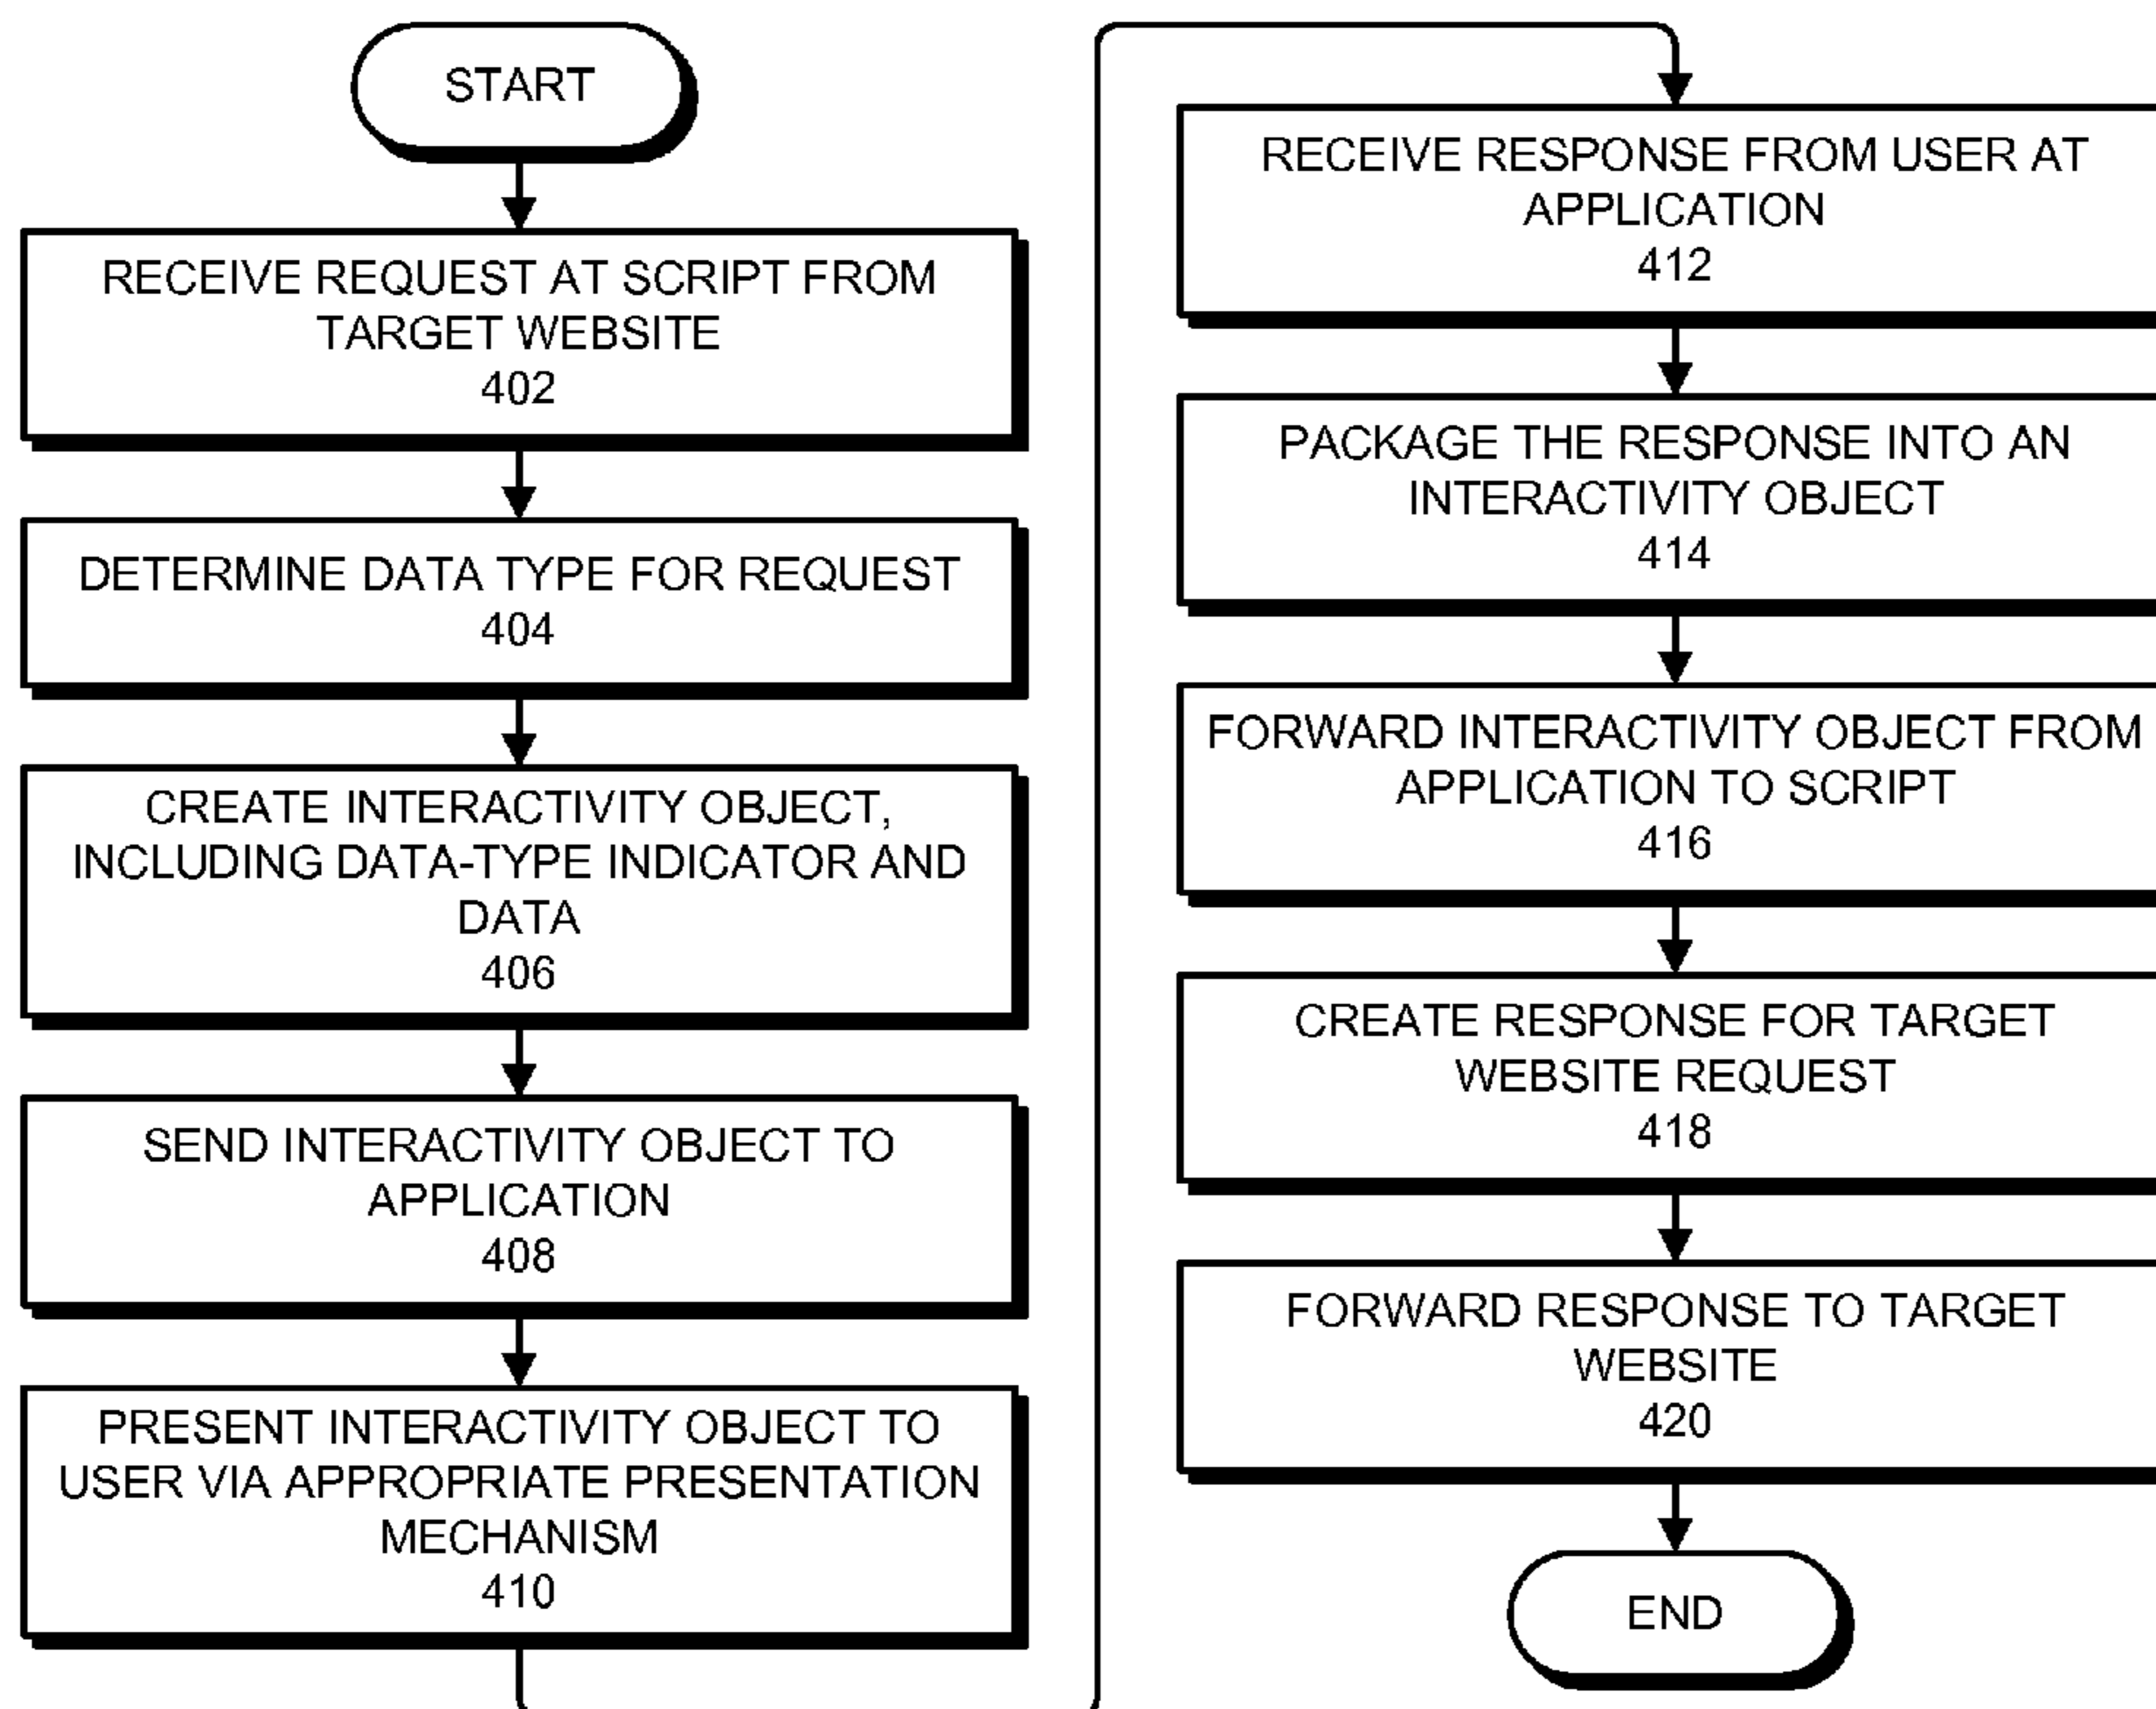 START
RECEIVE REQUEST AT SCRIPT FROM
TARGET WEBSITE
402
DETERMINE DATA TYPE FOR REQUEST
404
CREATE INTERACTIVITY OBJECT,
INCLUDING DATA-TYPE INDICATOR AND
DATA
406
SEND INTERACTIVITY OBJECT TO
APPLICATION
408
PRESENT INTERACTIVITY OBJECT TO
USER VIA APPROPRIATE PRESENTATION
MECHANISM
410
RECEIVE RESPONSE FROM USER AT
APPLICATION
412
PACKAGE THE RESPONSE INTO AN
INTERACTIVITY OBJECT
414
FORWARD INTERACTIVITY OBJECT FROM
APPLICATION TO SCRIPT
416
CREATE RESPONSE FOR TARGET
WEBSITE REQUEST
418
FORWARD RESPONSE TO TARGET
WEBSITE
420
END